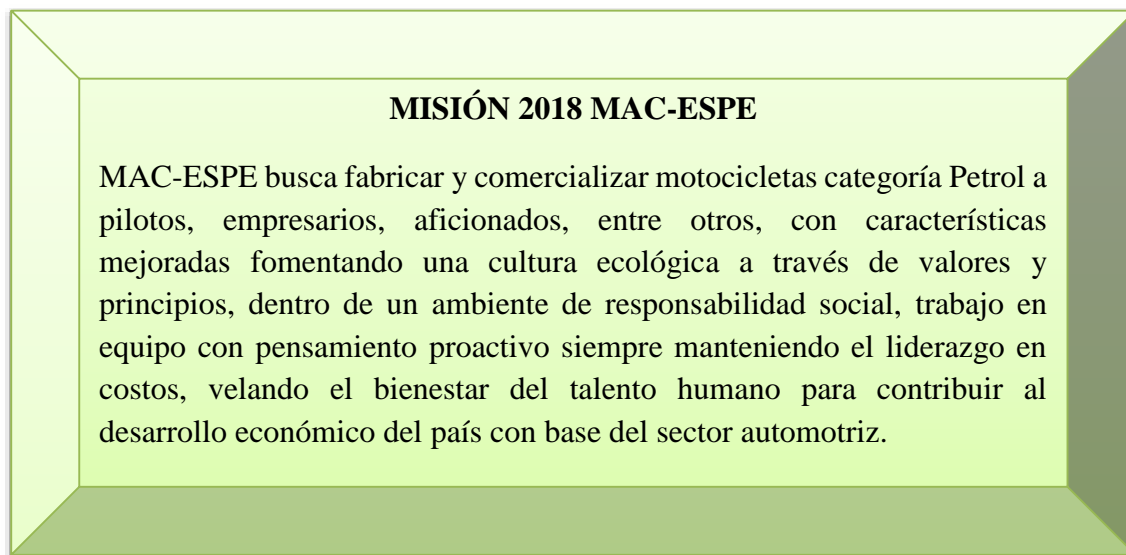 MISIÓN 2018 MAC-ESPE
MAC-ESPE busca fabricar y comercializar motocicletas categoría Petrol a
pilotos, empresarios, aficionados, entre otros, con características
mejoradas fomentando una cultura ecológica a través de valores y
principios, dentro de un ambiente de responsabilidad social, trabajo en
equipo con pensamiento proactivo siempre manteniendo el liderazgo en
costos, velando el bienestar del talento humano para contribuir al
desarrollo económico del país con base del sector automotriz.